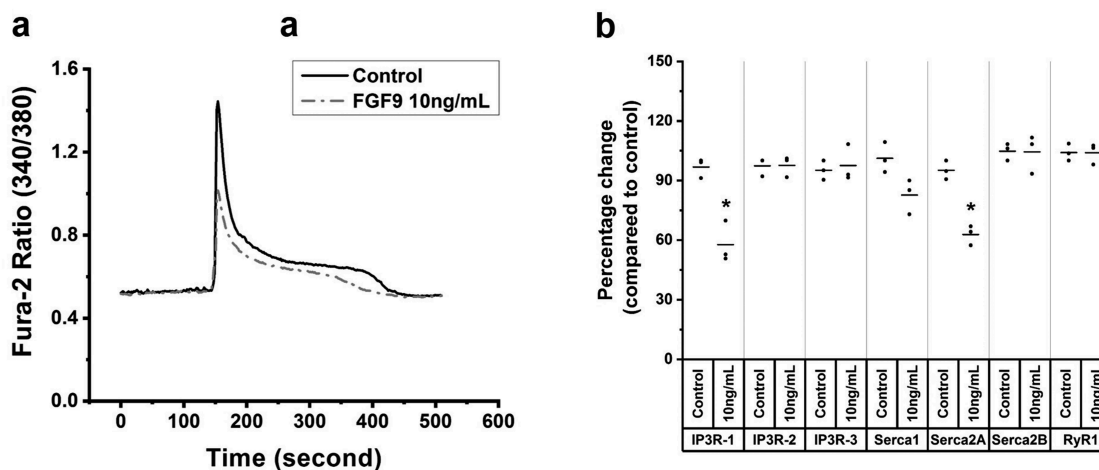 a
a
b
Control
FGF9 10ng/mL
1.6
1.2
0.8
0.4
0.0
Fura-2 Ratio (340/380)
0 100 200 300 400 500 600
Time (second)
150
120
90
60
30
0
Percentage change
(compareed to control)
*
*
Control 10ng/mL Control 10ng/mL Control 10ng/mL Control 10ng/mL Control 10ng/mL Control 10ng/mL Control 10ng/mL
IP3R-1 IP3R-2 IP3R-3 Serca1 Serca2A Serca2B RyR1